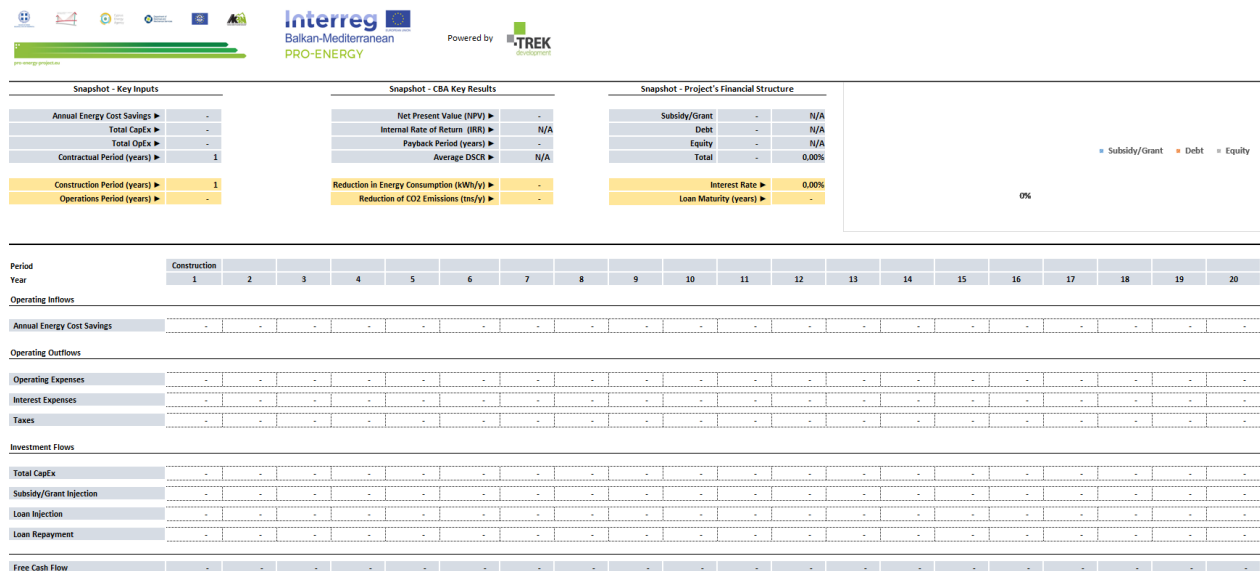 Interreg
Balkan-Mediterranean
PRO-ENERGY
EUROPEAN UNION
Powered by
TREK
development
pro-energy-project.eu
Snapshot - Key Inputs
Annual Energy Cost Savings ► -
Total CapEx ► -
Total OpEx ► -
Contractual Period (years) ► 1
Construction Period (years) ► 1
Operations Period (years) ► -
Snapshot - CBA Key Results
Net Present Value (NPV) ► -
Internal Rate of Return (IRR) ► N/A
Payback Period (years) ► -
Average DSCR ► N/A
Reduction in Energy Consumption (kWh/y) ► -
Reduction of CO2 Emissions (tns/y) ► -
Snapshot - Project's Financial Structure
Subsidy/Grant - N/A
Debt - N/A
Equity - N/A
Total - 0,00%
Interest Rate ► 0,00%
Loan Maturity (years) ► -
Subsidy/Grant Debt Equity
0%
Period Construction
Year 1 2 3 4 5 6 7 8 9 10 11 12 13 14 15 16 17 18 19 20
Operating Inflows
Annual Energy Cost Savings - - - - - - - - - - - - - - - - - - - -
Operating Outflows
Operating Expenses - - - - - - - - - - - - - - - - - - - -
Interest Expenses - - - - - - - - - - - - - - - - - - - -
Taxes - - - - - - - - - - - - - - - - - - - -
Investment Flows
Total CapEx - - - - - - - - - - - - - - - - - - - -
Subsidy/Grant Injection - - - - - - - - - - - - - - - - - - - -
Loan Injection - - - - - - - - - - - - - - - - - - - -
Loan Repayment - - - - - - - - - - - - - - - - - - - -
Free Cash Flow - - - - - - - - - - - - - - - - - - - -